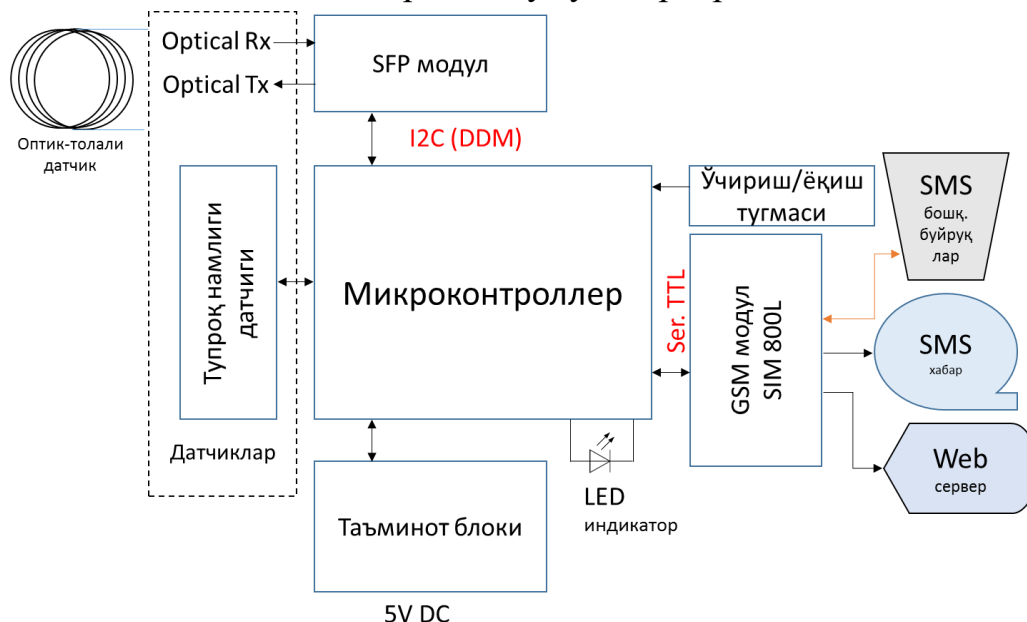 Optical Rx
Optical Tx
SFP модул
Оптик-толали
датчик
I2C (DDM)
Ўчириш/ёқиш
тугмаси
SMS
бошқ.
буйруқ
лар
Тупроқ намлиги
датчиги
Микроконтроллер
Ser. TTL
GSM модул
SIM 800L
SMS
хабар
Датчиклар
Web
сервер
LED
индикатор
Таъминот блоки
5V DC